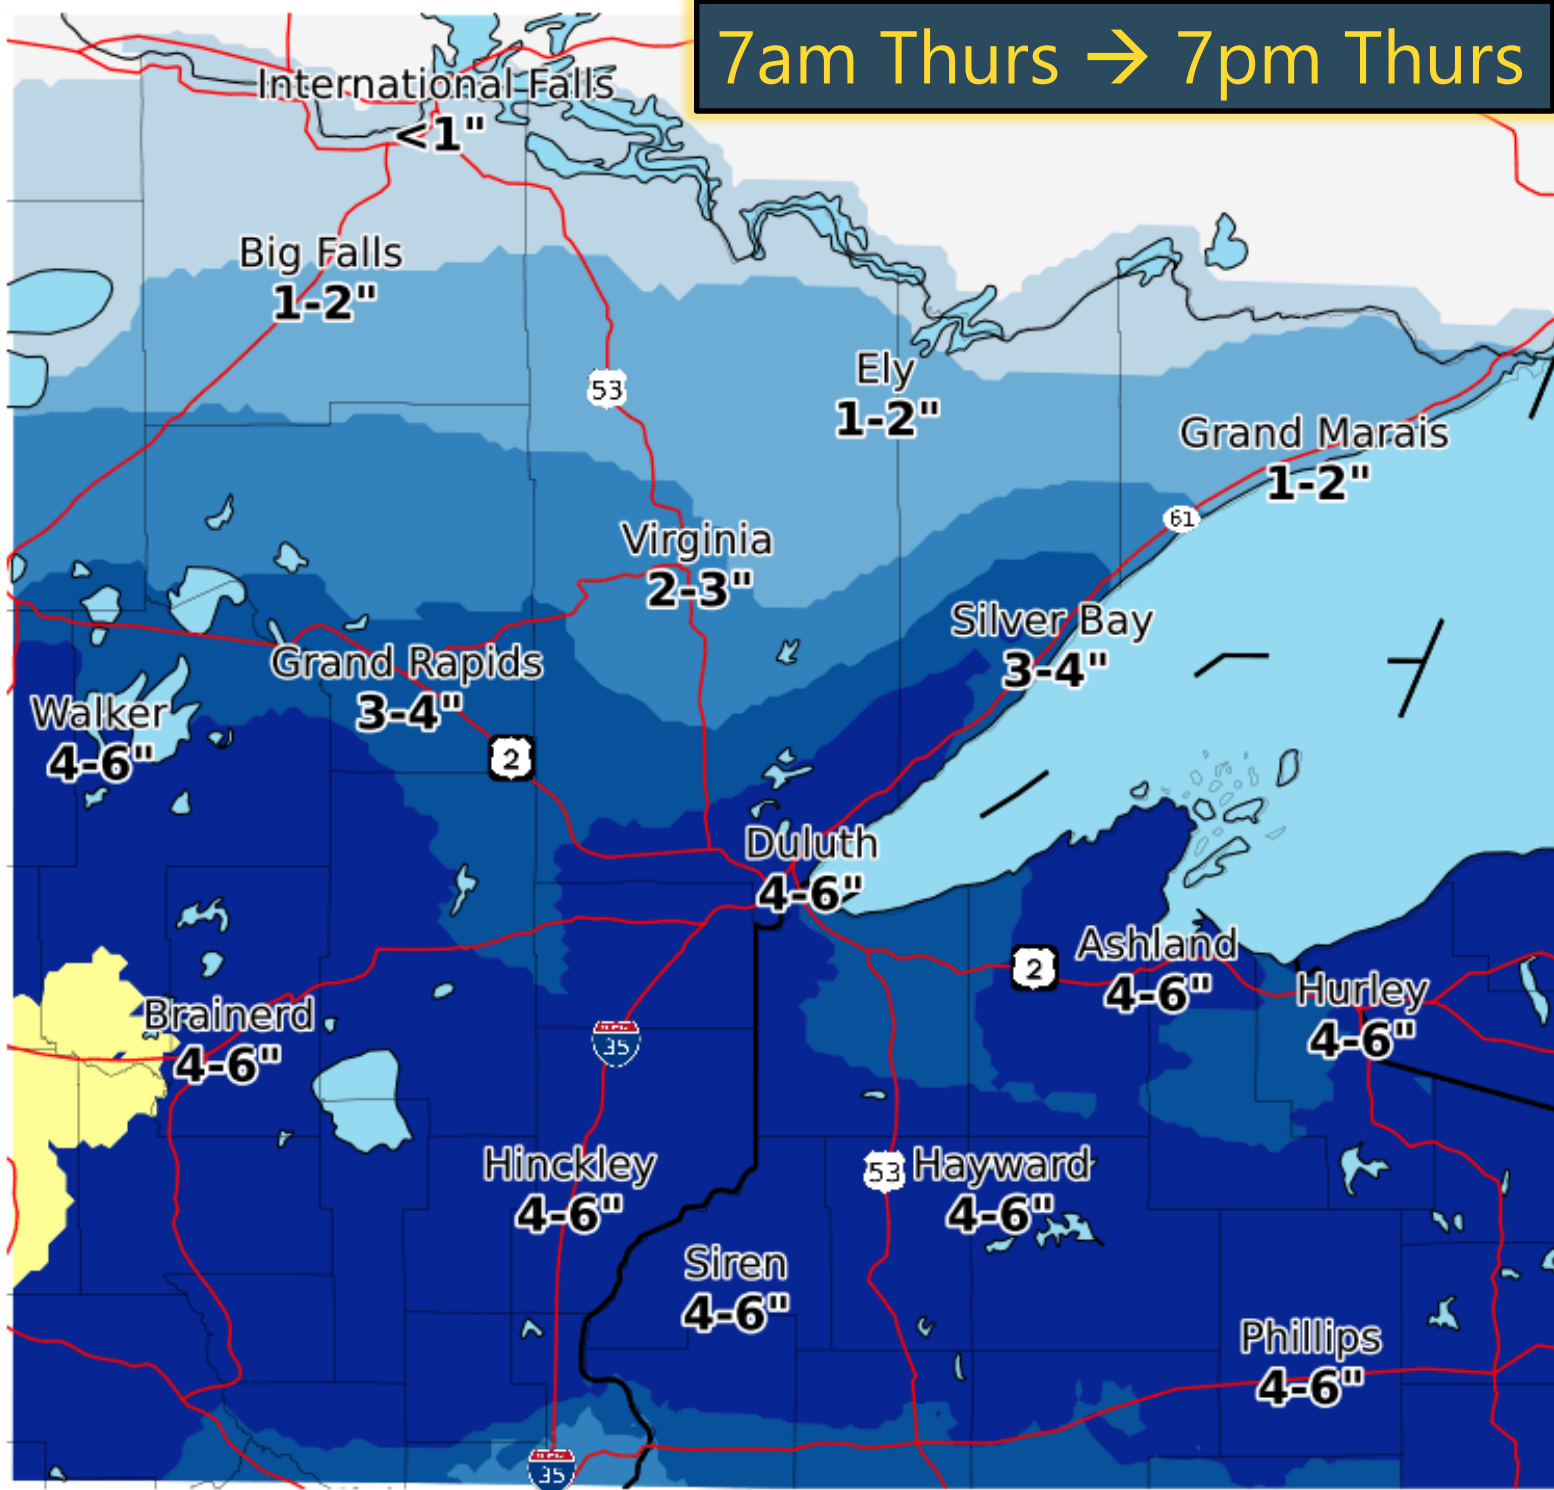 7am Thurs → 7pm Thurs
International Falls
<1"
Big Falls
1-2"
53
Ely
1-2"
Grand Marais
1-2"
61
Virginia
2-3"
Silver Bay
3-4"
Grand Rapids
3-4"
Walker
4-6"
2
Duluth
4-6"
Ashland
4-6"
2
Hurley
4-6"
Brainerd
4-6"
35
Hinckley
4-6"
53
Hayward
4-6"
Siren
4-6"
Phillips
4-6"
35